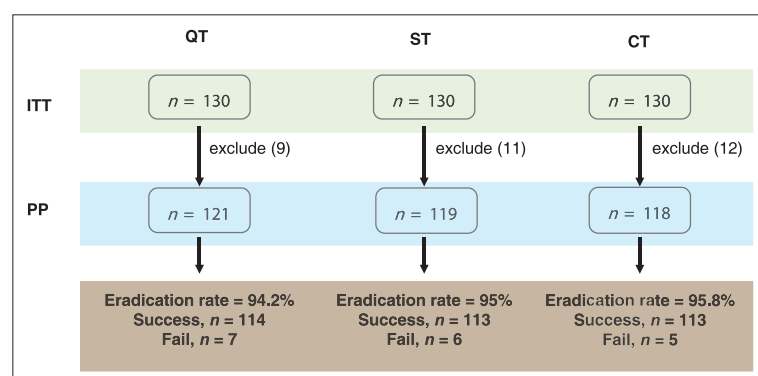 QT ST CT
ITT n = 130 n = 130 n = 130
exclude (9) exclude (11) exclude (12)
PP n = 121 n = 119 n = 118
Eradication rate = 94.2% Eradication rate = 95% Eradication rate = 95.8%
Success, n = 114 Success, n = 113 Success, n = 113
Fail, n = 7 Fail, n = 6 Fail, n = 5